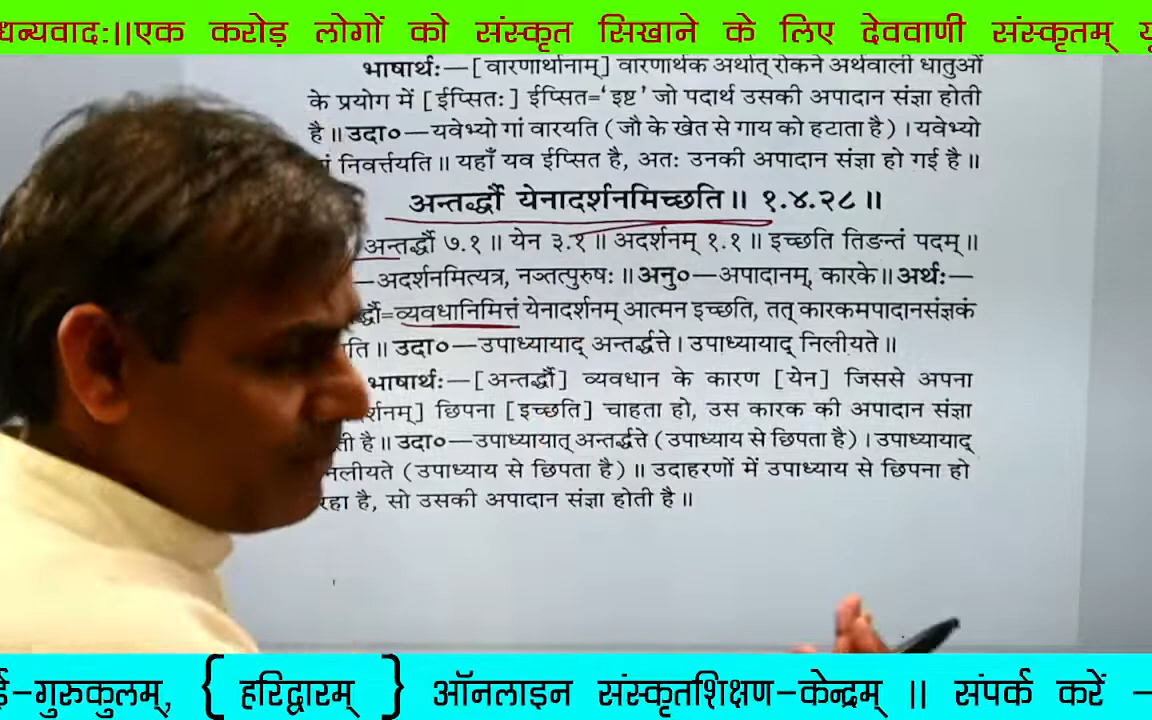 धन्यवादः।।एक करोड़ लोगों को संस्कृत सिखाने के लिए देववाणी संस्कृतम् यू
भाषार्थः—[वारणार्थानाम्] वारणार्थक अर्थात् रोकने अर्थवाली धातुओं
के प्रयोग में [ईप्सितः] ईप्सित=‘इष्ट’ जो पदार्थ उसकी अपादान संज्ञा होती
है॥ उदा०—यवेभ्यो गां वारयति (जौ के खेत से गाय को हटाता है)। यवेभ्यो
निवर्त्तयति॥ यहाँ यव ईप्सित है, अतः उनकी अपादान संज्ञा हो गई है॥
अन्तर्द्धौ येनादर्शनमिच्छति॥ १.४.२८॥
अन्तर्द्धौ ७.१॥ येन ३.१॥ अदर्शनम् १.१॥ इच्छति तिङन्तं पदम्॥
—अदर्शनमित्यत्र, नञ्तत्पुरुषः॥ अनु०—अपादानम्, कारके॥ अर्थः—
र्द्धौ=व्यवधानिमित्तं येनादर्शनम् आत्मन इच्छति, तत् कारकमपादानसंज्ञकं
ति॥ उदा०—उपाध्यायाद् अन्तर्द्धत्ते। उपाध्यायाद् निलीयते॥
भाषार्थः—[अन्तर्द्धौ] व्यवधान के कारण [येन] जिससे अपना
र्शनम्] छिपना [इच्छति] चाहता हो, उस कारक की अपादान संज्ञा
ती है॥ उदा०—उपाध्यायात् अन्तर्द्धत्ते (उपाध्याय से छिपता है)। उपाध्यायाद्
नलीयते (उपाध्याय से छिपता है)॥ उदाहरणों में उपाध्याय से छिपना हो
रहा है, सो उसकी अपादान संज्ञा होती है॥
ई-गुरुकुलम्, { हरिद्वारम् } ऑनलाइन संस्कृतशिक्षण-केन्द्रम् ॥ संपर्क करें -